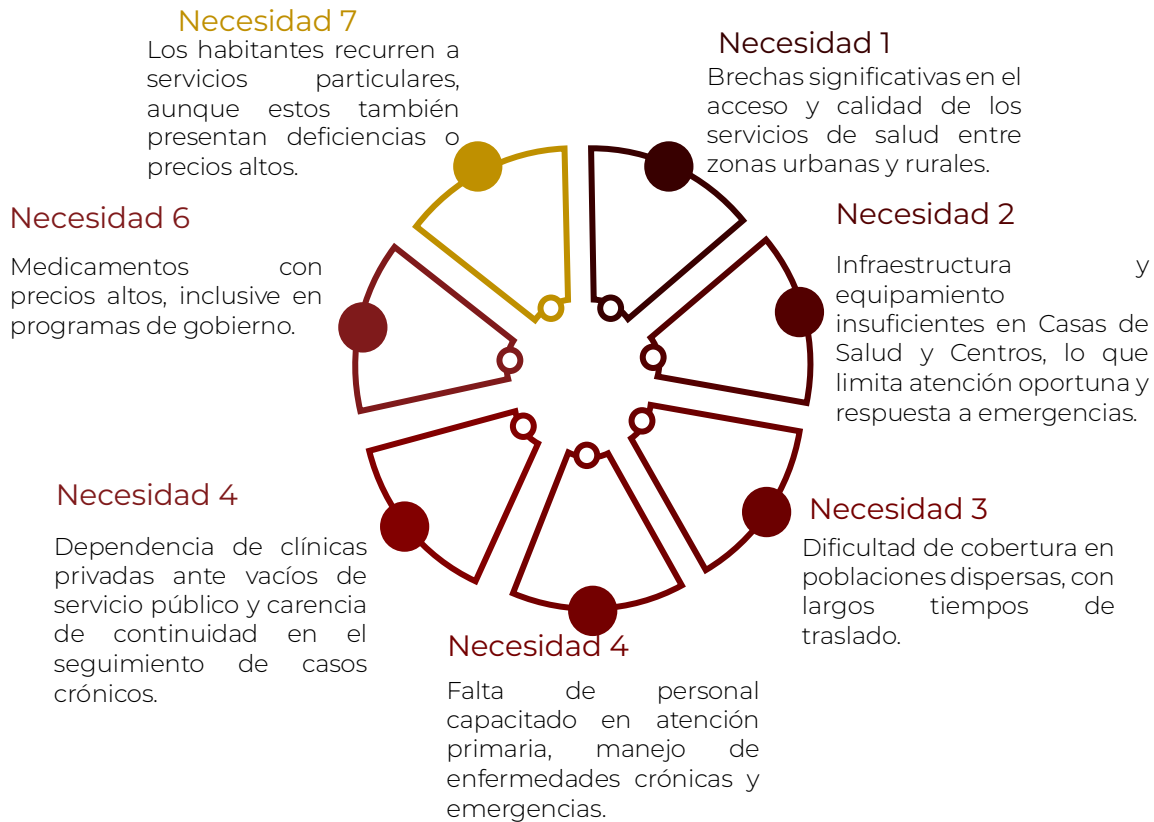 Necesidad 1
Brechas significativas en el
acceso y calidad de los
servicios de salud entre
zonas urbanas y rurales.
Necesidad 2
Infraestructura y
equipamiento
insuficientes en Casas de
Salud y Centros, lo que
limita atención oportuna y
respuesta a emergencias.
Necesidad 3
Dificultad de cobertura en
poblaciones dispersas, con
largos tiempos de
traslado.
Necesidad 4
Falta de personal
capacitado en atención
primaria, manejo de
enfermedades crónicas y
emergencias.
Necesidad 4
Dependencia de clínicas
privadas ante vacíos de
servicio público y carencia
de continuidad en el
seguimiento de casos
crónicos.
Necesidad 6
Medicamentos con
precios altos, inclusive en
programas de gobierno.
Necesidad 7
Los habitantes recurren a
servicios particulares,
aunque estos también
presentan deficiencias o
precios altos.